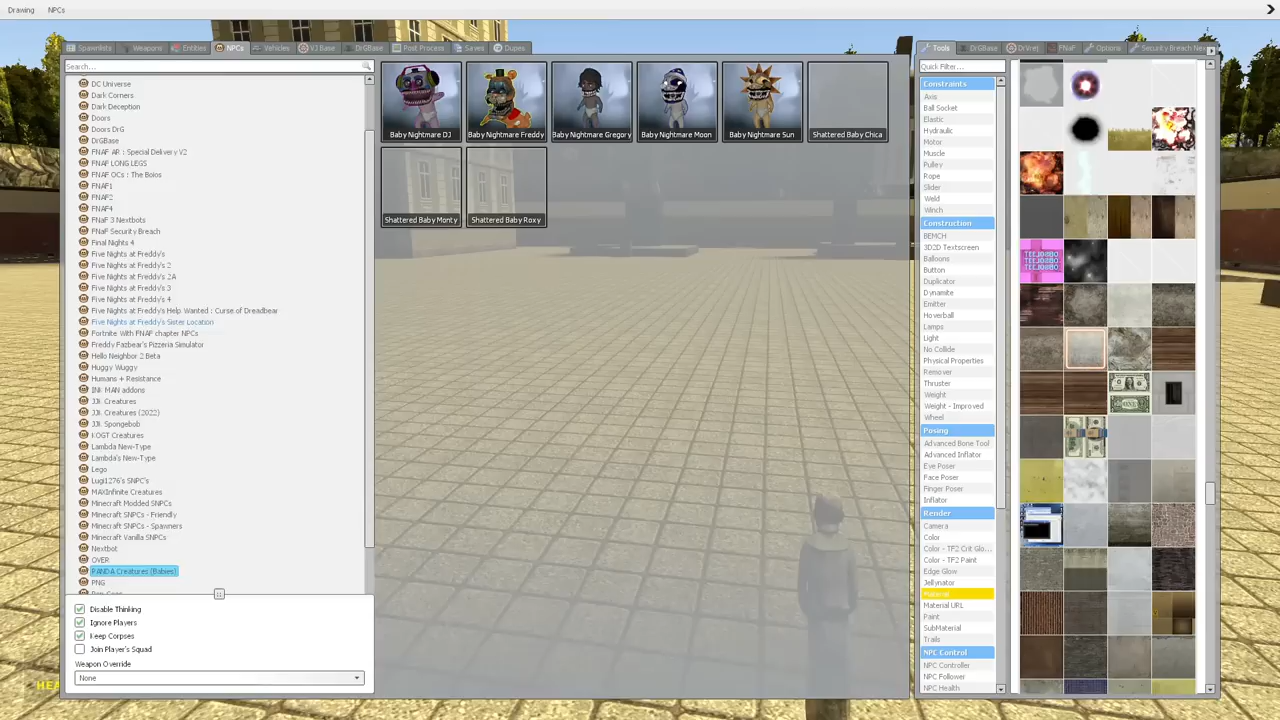 Drawing NPCs
Spawnlists Weapons Entities NPCs Vehicles VJ Base DrGBase Post Process Saves Dupes
Search...
DC Universe
Dark Corners
Dark Deception
Doors
Doors DrG
DrGBase
FNAF AR : Special Delivery V2
FNAF LONG LEGS
FNAF OCs : The Boios
FNAF1
FNAF2
FNAF4
FNAF 3 Nextbots
FNaF Security Breach
Final Nights 4
Five Nights at Freddy's
Five Nights at Freddy's 2
Five Nights at Freddy's 2A
Five Nights at Freddy's 3
Five Nights at Freddy's 4
Five Nights at Freddy's Help Wanted : Curse of Dreadbear
Five Nights at Freddy's Sister Location
Fortnite With FNAF chapter NPCs
Freddy Fazbear's Pizzeria Simulator
Hello Neighbor 2 Beta
Huggy Wuggy
Humans + Resistance
INK MAN addons
JJK Creatures
JJK Creatures (2022)
JJK Spongebob
KOGT Creatures
Lambda New-Type
Lambda's New-Type
Lego
Lugi1276's SNPC's
MAXInfinite Creatures
Minecraft Modded SNPCs
Minecraft SNPCs - Friendly
Minecraft SNPCs - Spawners
Minecraft Vanilla SNPCs
Nextbot
OVER
PANDA Creatures (Babies)
PNG
Disable Thinking
Ignore Players
Keep Corpses
Join Player's Squad
Weapon Override
None
Baby Nightmare DJ Baby Nightmare Freddy Baby Nightmare Gregory Baby Nightmare Moon Baby Nightmare Sun Shattered Baby Chica
Shattered Baby Monty Shattered Baby Roxy
Tools DrGBase DrVrej FNaF Options Security Breach Ne
Quick Filter...
Constraints
Axis
Ball Socket
Elastic
Hydraulic
Motor
Muscle
Pulley
Rope
Slider
Weld
Winch
Construction
BEMCH
3D2D Textscreen
Balloons
Button
Duplicator
Dynamite
Emitter
Hoverball
Lamps
Light
No Collide
Physical Properties
Remover
Thruster
Weight
Weight - Improved
Wheel
Posing
Advanced Bone Tool
Advanced Inflator
Eye Poser
Face Poser
Finger Poser
Inflator
Render
Camera
Color
Color - TF2 Crit Glo...
Color - TF2 Paint
Edge Glow
Jellynator
Material
Material URL
Paint
SubMaterial
Trails
NPC Control
NPC Controller
NPC Follower
NPC Health